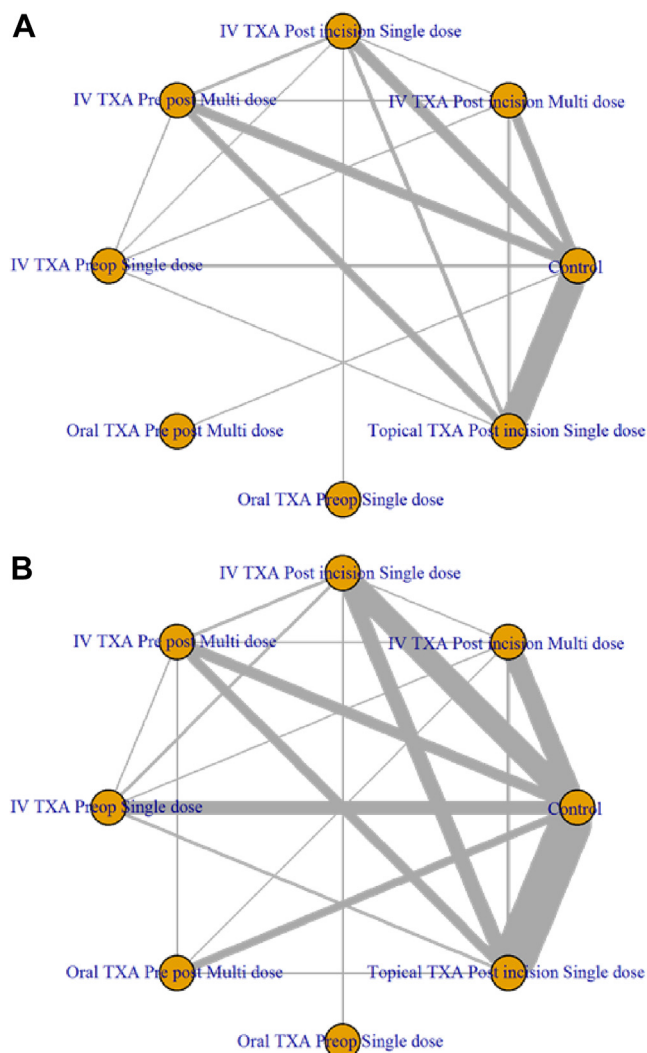 A
IV TXA Post incision Single dose
IV TXA Pre post Multi dose
IV TXA Post incision Multi dose
IV TXA Preop Single dose
Control
Oral TXA Pre post Multi dose
Topical TXA Post incision Single dose
Oral TXA Preop Single dose
B
IV TXA Post incision Single dose
IV TXA Pre post Multi dose
IV TXA Post incision Multi dose
IV TXA Preop Single dose
Control
Oral TXA Pre post Multi dose
Topical TXA Post incision Single dose
Oral TXA Preop Single dose